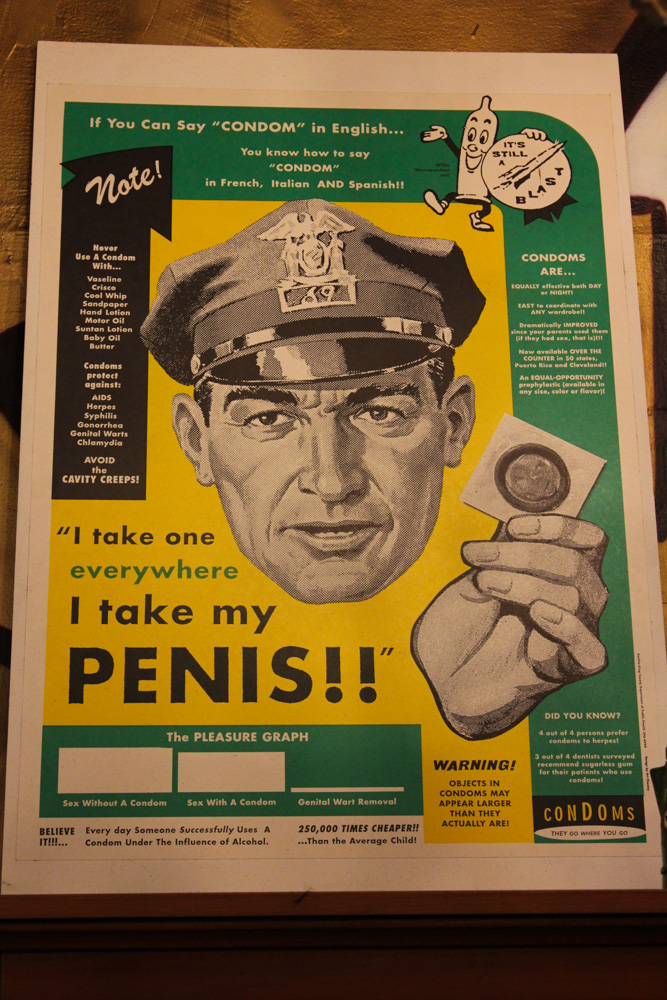 If You Can Say "CONDOM" in English...
You know how to say
"CONDOM"
in French, Italian AND Spanish!!
IT'S
STILL
A
BLAST
Note!
Never
Use A Condom
With...
Vaseline
Crisco
Cool Whip
Sandpaper
Hand Lotion
Motor Oil
Suntan Lotion
Baby Oil
Butter
Condoms
protect
against:
AIDS
Herpes
Syphilis
Gonorrhea
Genital Warts
Chlamydia
AVOID
the
CAVITY CREEPS!
69
CONDOMS
ARE...
EQUALLY effective both DAY
or NIGHT!
EASY to coordinate with
ANY wardrobe!!
Dramatically IMPROVED
since your parents used them
(if they had sex, that is)!!!
Now available OVER THE
COUNTER in 50 states,
Puerto Rico and Cleveland!!
An EQUAL-OPPORTUNITY
prophylactic (available in
any size, color or flavor)!
"I take one
everywhere
I take my
PENIS!!"
The PLEASURE GRAPH
Sex Without A Condom
Sex With A Condom
Genital Wart Removal
BELIEVE
IT!!!...
Every day Someone Successfully Uses A
Condom Under The Influence of Alcohol.
250,000 TIMES CHEAPER!!
...Than the Average Child!
WARNING!
OBJECTS IN
CONDOMS MAY
APPEAR LARGER
THAN THEY
ACTUALLY ARE!
DID YOU KNOW?
4 out of 4 persons prefer
condoms to herpes!
3 out of 4 dentists surveyed
recommend sugarless gum
for their patients who use
condoms!
CONDOMS
THEY GO WHERE YOU GO